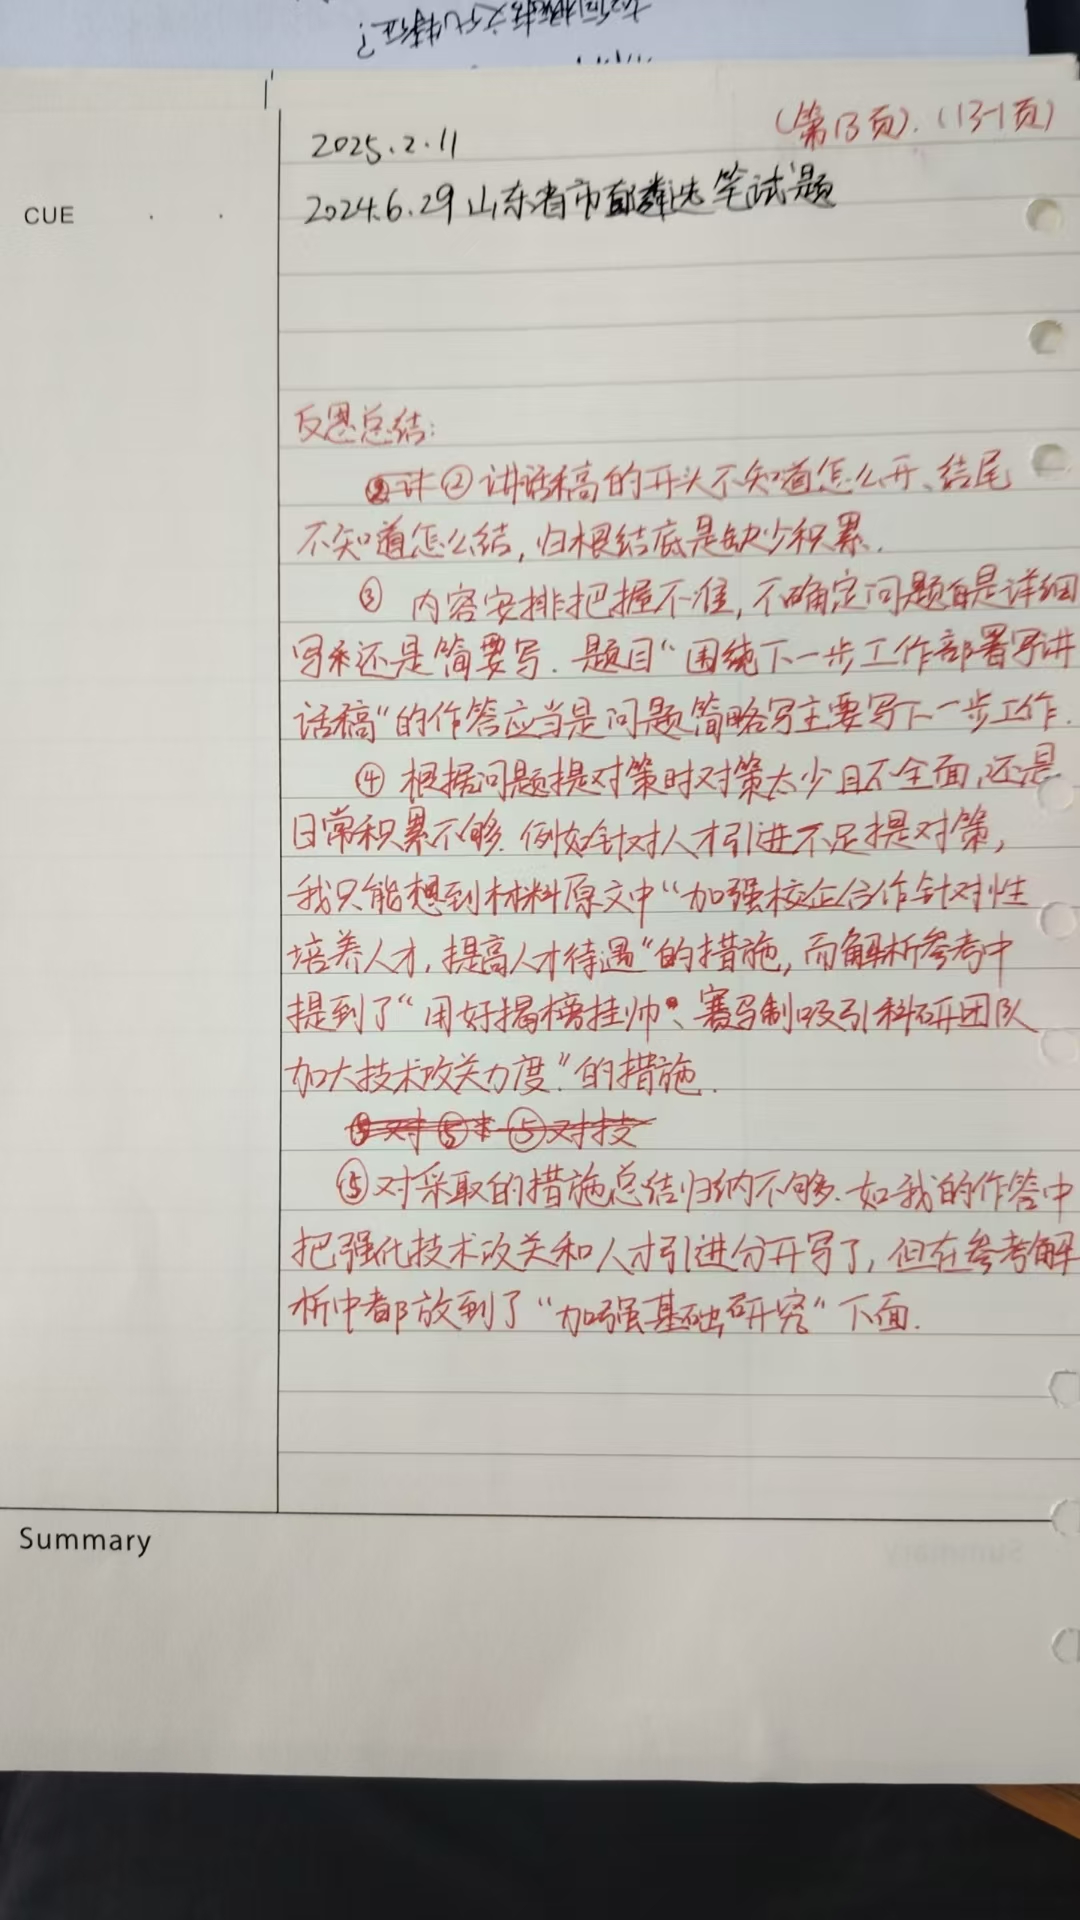 如何概括文化特征?
(第13页).(13-1页)
2025.2.11
CUE
2024.6.29山东省市直遴选笔试题
反思总结:
②讲话稿的开头不知道怎么开、结尾
不知道怎么结,归根结底是缺少积累.
③ 内容安排把握不准,不确定问题是详细
写还是简要写.题目“围绕下一步工作部署写讲
话稿”的作答应当是问题简略写主要写下一步工作.
④ 根据问题提对策时对策太少且不全面,还是
日常积累不够.例如针对人才引进不足提对策,
我只能想到材料原文中“加强校企合作针对性
培养人才,提高人才待遇”的措施,而解析参考中
提到了“用好揭榜挂帅、赛马制吸引科研团队
加大技术攻关力度”的措施.
⑤对采取的措施总结归纳不够.如我的作答中
把强化技术攻关和人才引进分开写了,但在参考解
析中都放到了“加强基础研究”下面.
Summary